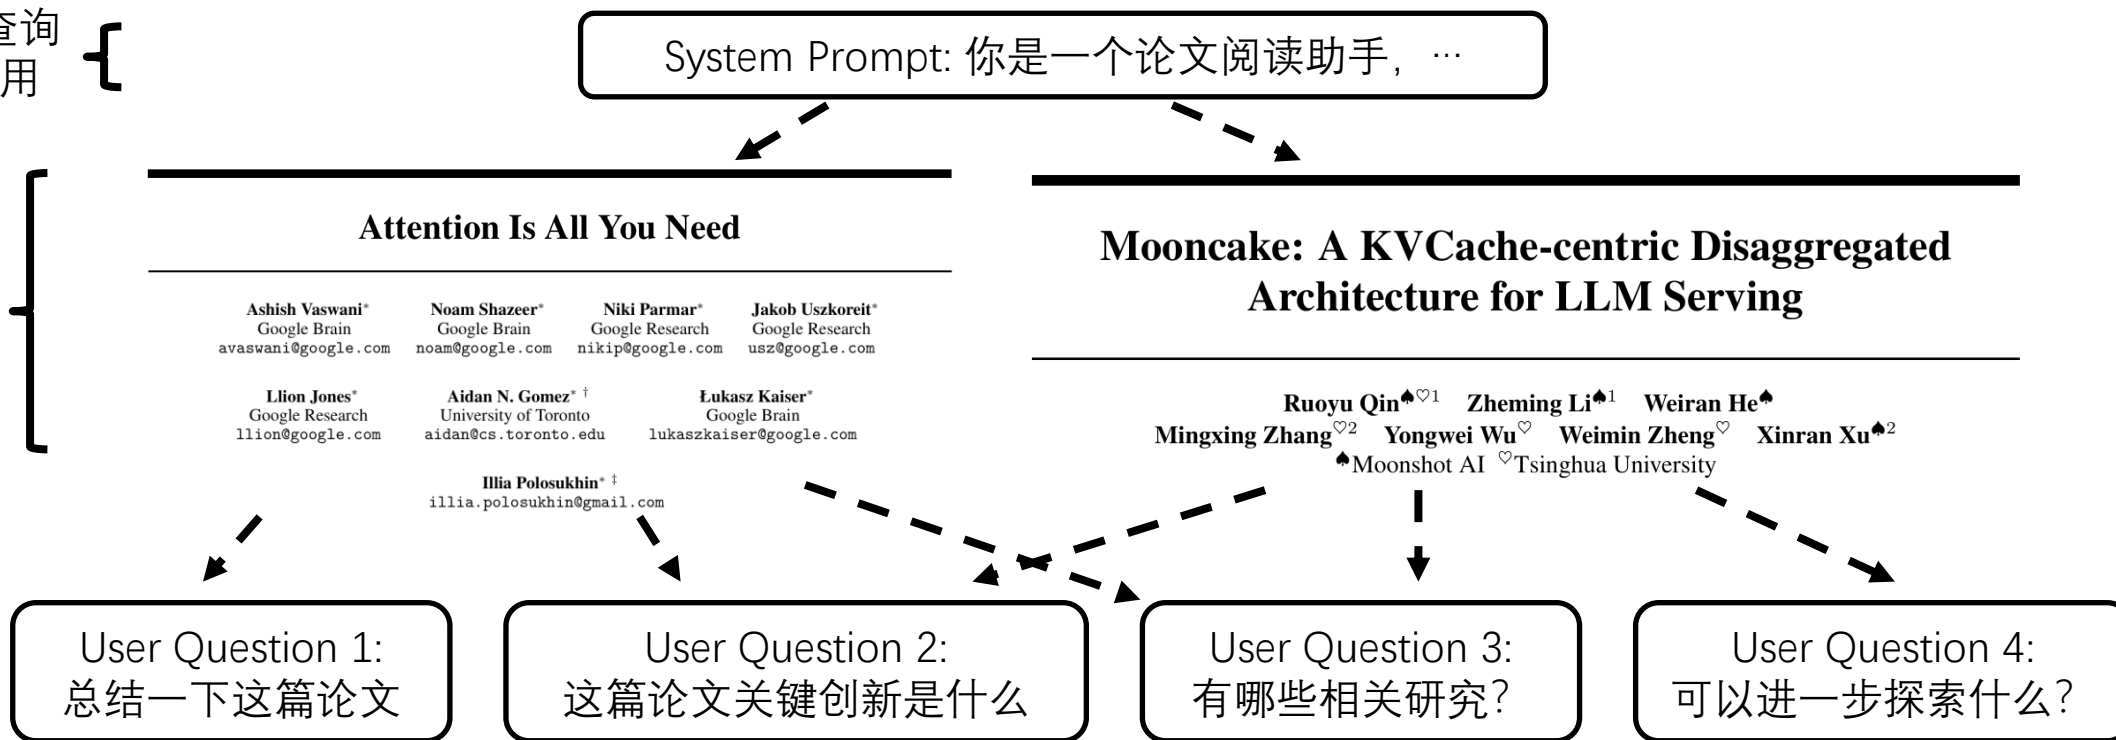 查询
用
System Prompt: 你是一个论文阅读助手，…
Attention Is All You Need
Ashish Vaswani* Noam Shazeer* Niki Parmar* Jakob Uszkoreit*
Google Brain Google Brain Google Research Google Research
avaswani@google.com noam@google.com nikip@google.com usz@google.com
Llion Jones* Aidan N. Gomez* † Łukasz Kaiser*
Google Research University of Toronto Google Brain
llion@google.com aidan@cs.toronto.edu lukaszkaiser@google.com
Illia Polosukhin* ‡
illia.polosukhin@gmail.com
Mooncake: A KVCache-centric Disaggregated
Architecture for LLM Serving
Ruoyu Qin♠♡1 Zheming Li♠1 Weiran He♠
Mingxing Zhang♡2 Yongwei Wu♡ Weimin Zheng♡ Xinran Xu♠2
♠Moonshot AI ♡Tsinghua University
User Question 1:
总结一下这篇论文
User Question 2:
这篇论文关键创新是什么
User Question 3:
有哪些相关研究?
User Question 4:
可以进一步探索什么?